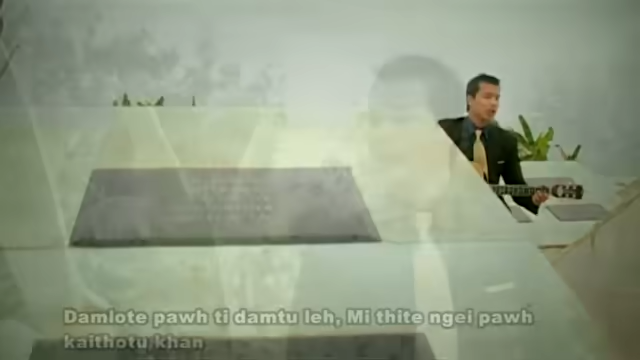 Damlote pawh ti damtu leh, Mi thite ngei pawh
kaithotu khan